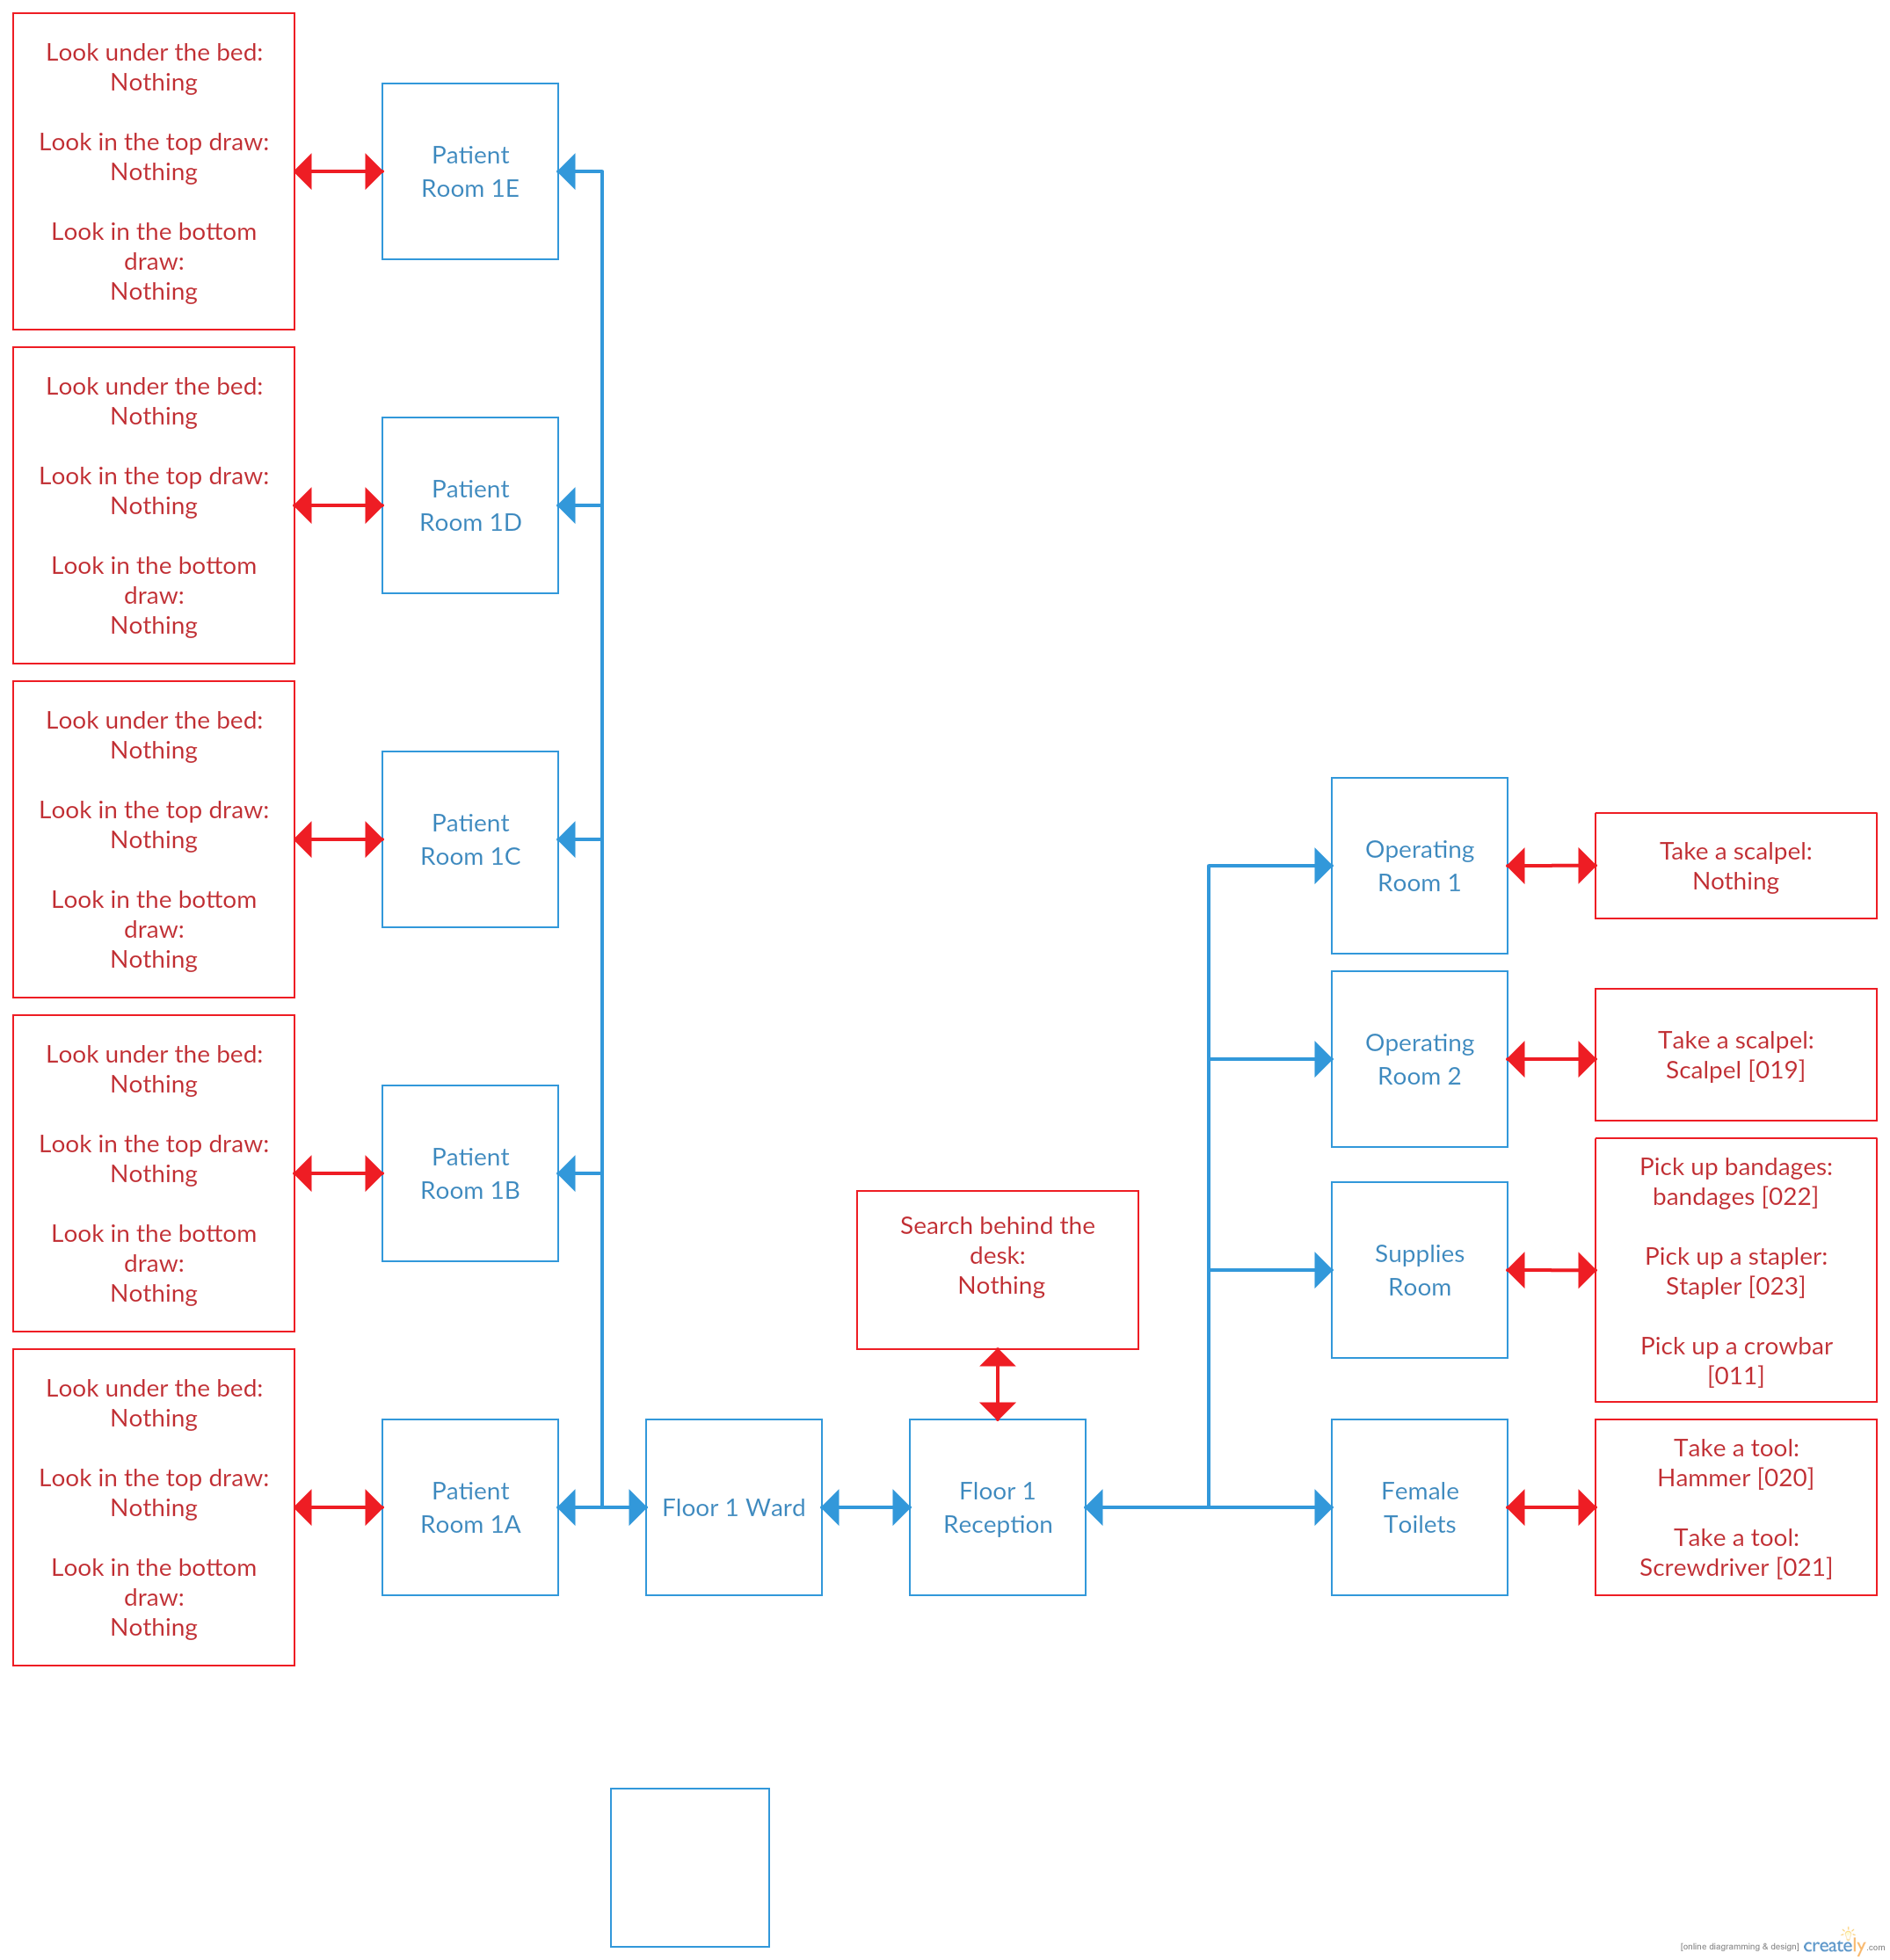 Look under the bed:
Nothing
Look in the top draw:
Nothing
Look in the bottom
draw:
Nothing
Patient
Room 1E
Look under the bed:
Nothing
Look in the top draw:
Nothing
Look in the bottom
draw:
Nothing
Patient
Room 1D
Look under the bed:
Nothing
Look in the top draw:
Nothing
Look in the bottom
draw:
Nothing
Patient
Room 1C
Look under the bed:
Nothing
Look in the top draw:
Nothing
Look in the bottom
draw:
Nothing
Patient
Room 1B
Look under the bed:
Nothing
Look in the top draw:
Nothing
Look in the bottom
draw:
Nothing
Patient
Room 1A
Floor 1 Ward
Search behind the
desk:
Nothing
Floor 1
Reception
Operating
Room 1
Take a scalpel:
Nothing
Operating
Room 2
Take a scalpel:
Scalpel [019]
Supplies
Room
Pick up bandages:
bandages [022]
Pick up a stapler:
Stapler [023]
Pick up a crowbar
[011]
Female
Toilets
Take a tool:
Hammer [020]
Take a tool:
Screwdriver [021]
[online diagramming & design] creately.com